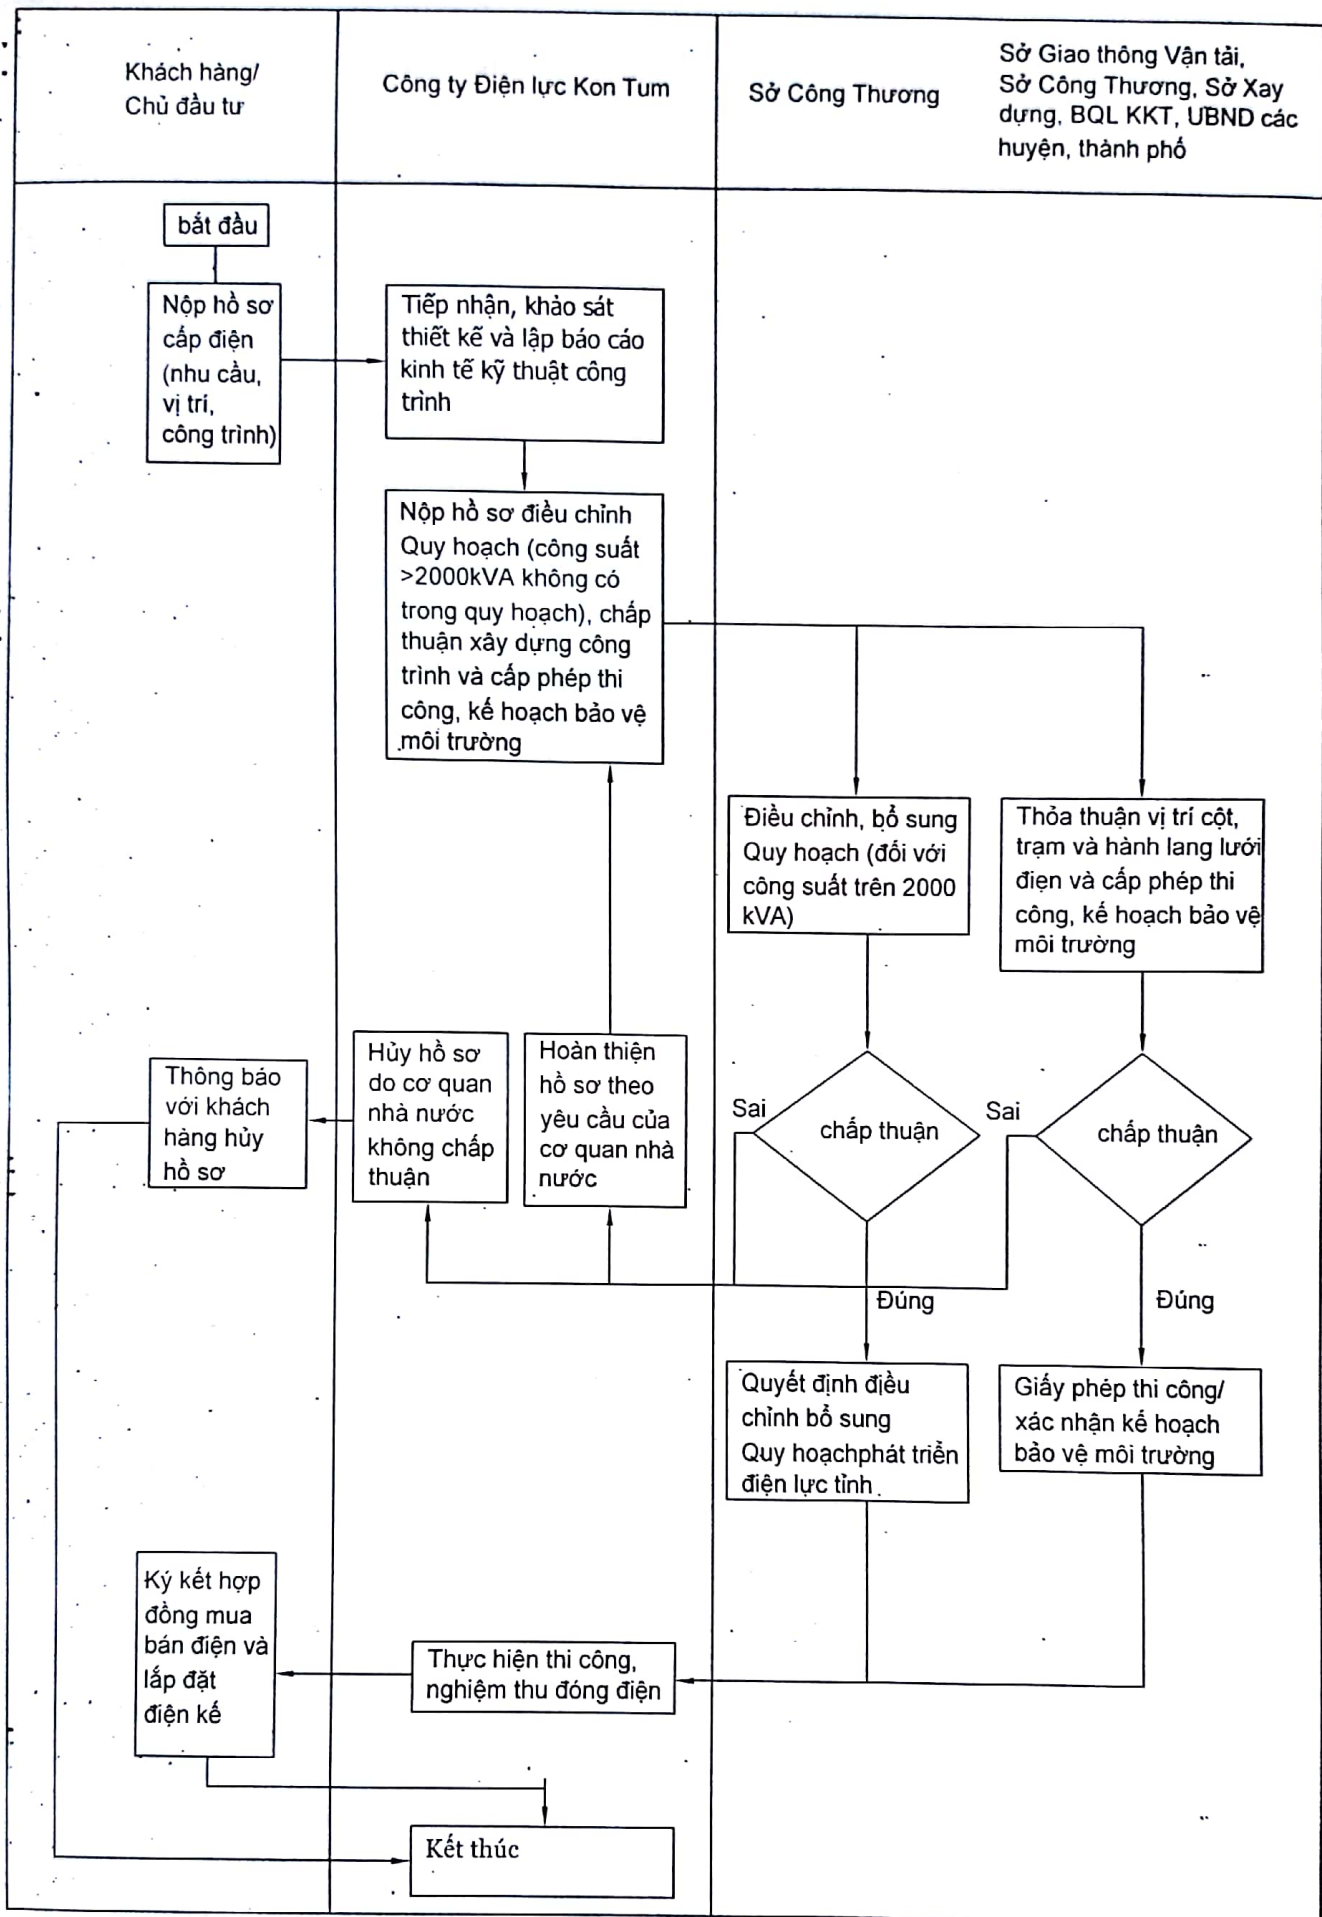 Khách hàng/
Chủ đầu tư
Công ty Điện lực Kon Tum
Sở Công Thương
Sở Giao thông Vận tải,
Sở Công Thương, Sở Xay
dựng, BQL KKT, UBND các
huyện, thành phố
bắt đầu
Nộp hồ sơ
cấp điện
(nhu cầu,
vị trí,
công trình)
Tiếp nhận, khảo sát
thiết kế và lập báo cáo
kinh tế kỹ thuật công
trình
Nộp hồ sơ điều chỉnh
Quy hoạch (công suất
>2000kVA không có
trong quy hoạch), chấp
thuận xây dựng công
trình và cấp phép thi
công, kế hoạch bảo vệ
môi trường
Điều chỉnh, bổ sung
Quy hoạch (đối với
công suất trên 2000
kVA)
Thỏa thuận vị trí cột,
trạm và hành lang lưới
điện và cấp phép thi
công, kế hoạch bảo vệ
môi trường
Thông báo
với khách
hàng hủy
hồ sơ
Hủy hồ sơ
do cơ quan
nhà nước
không chấp
thuận
Hoàn thiện
hồ sơ theo
yêu cầu của
cơ quan nhà
nước
Sai
chấp thuận
Sai
chấp thuận
Đúng
Đúng
Quyết định điều
chỉnh bổ sung
Quy hoạchphát triển
điện lực tỉnh
Giấy phép thi công/
xác nhận kế hoạch
bảo vệ môi trường
Ký kết hợp
đồng mua
bán điện và
lắp đặt
điện kế
Thực hiện thi công,
nghiệm thu đóng điện
Kết thúc